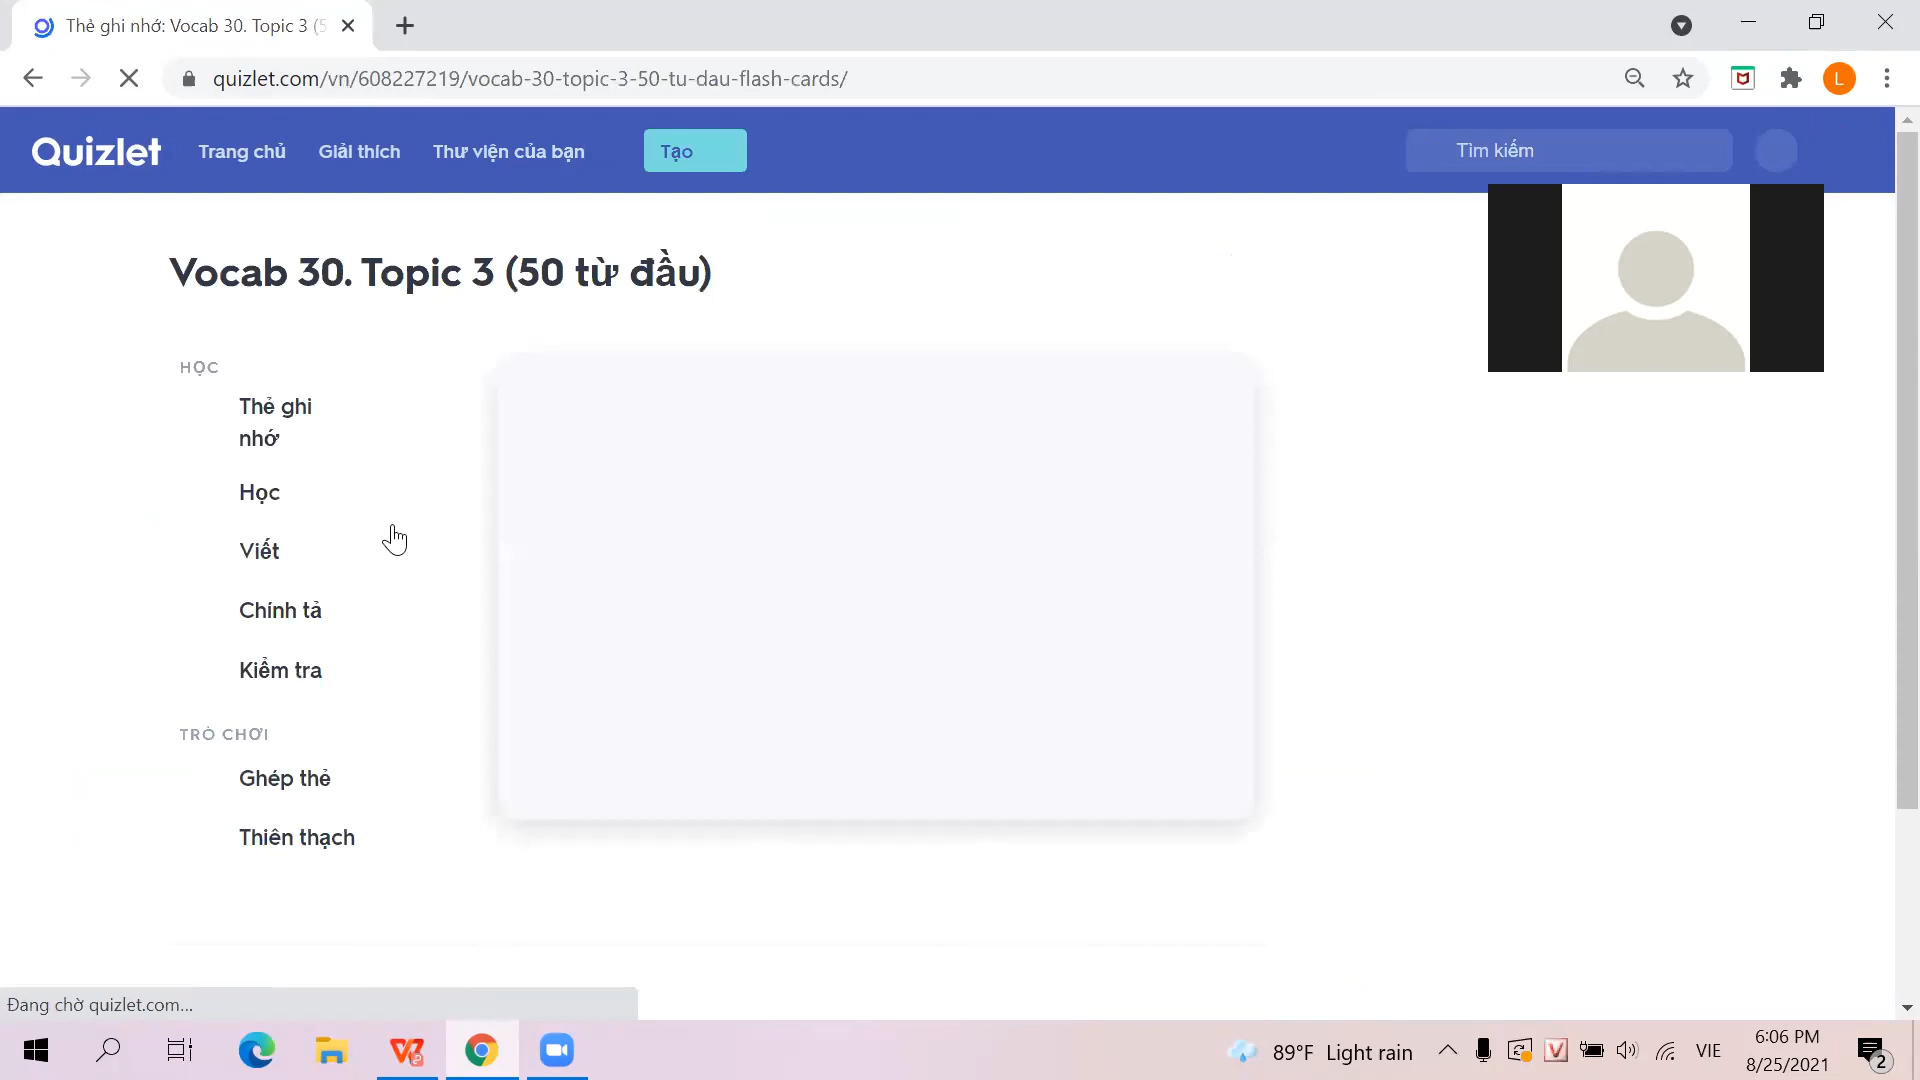 Thẻ ghi nhớ: Vocab 30. Topic 3 (5
quizlet.com/vn/608227219/vocab-30-topic-3-50-tu-dau-flash-cards/
L
Quizlet
Trang chủ
Giải thích
Thư viện của bạn
Tạo
Tìm kiếm
Vocab 30. Topic 3 (50 từ đầu)
HỌC
Thẻ ghi
nhớ
Học
Viết
Chính tả
Kiểm tra
TRÒ CHƠI
Ghép thẻ
Thiên thạch
Đang chờ quizlet.com...
89°F Light rain
VIE
6:06 PM
8/25/2021
2